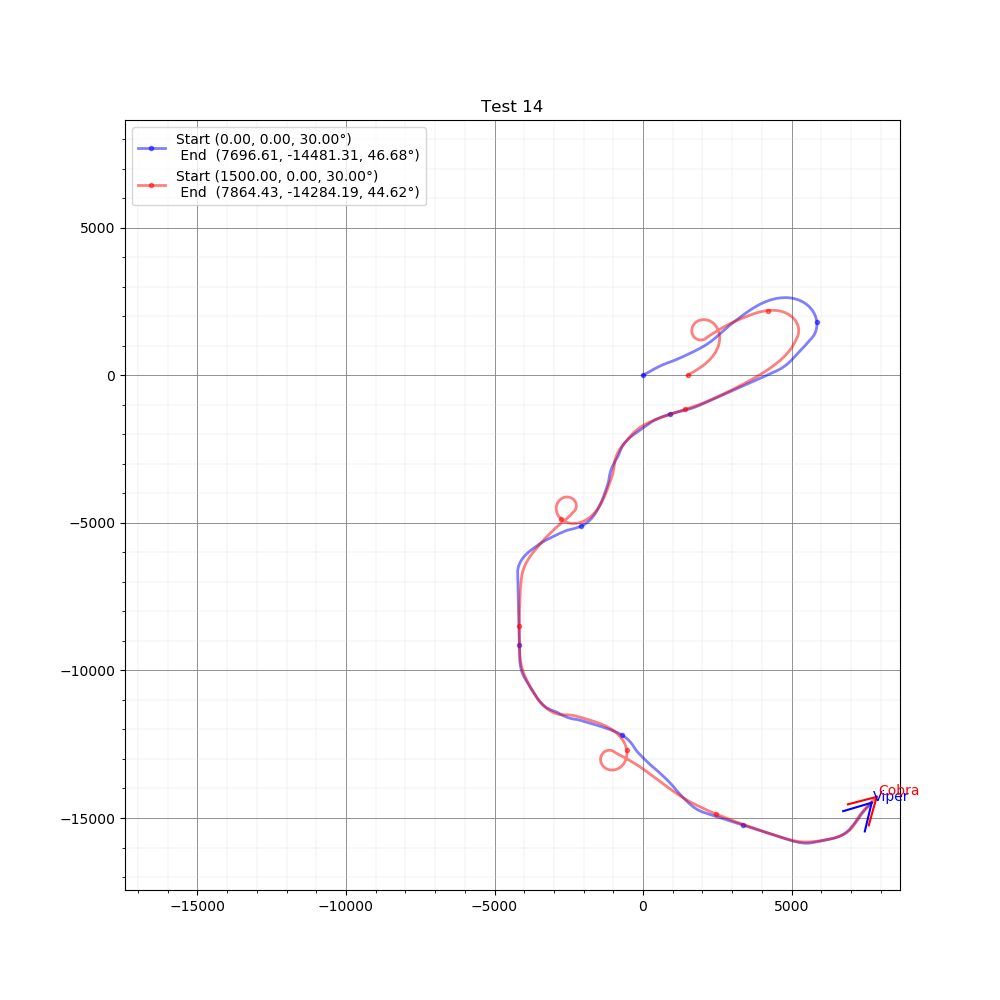 Test 14
Start (0.00, 0.00, 30.00°)
End  (7696.61, -14481.31, 46.68°)
Start (1500.00, 0.00, 30.00°)
End  (7864.43, -14284.19, 44.62°)
5000
0
−5000
−10000
−15000
Cobra
Viper
−15000
−10000
−5000
0
5000